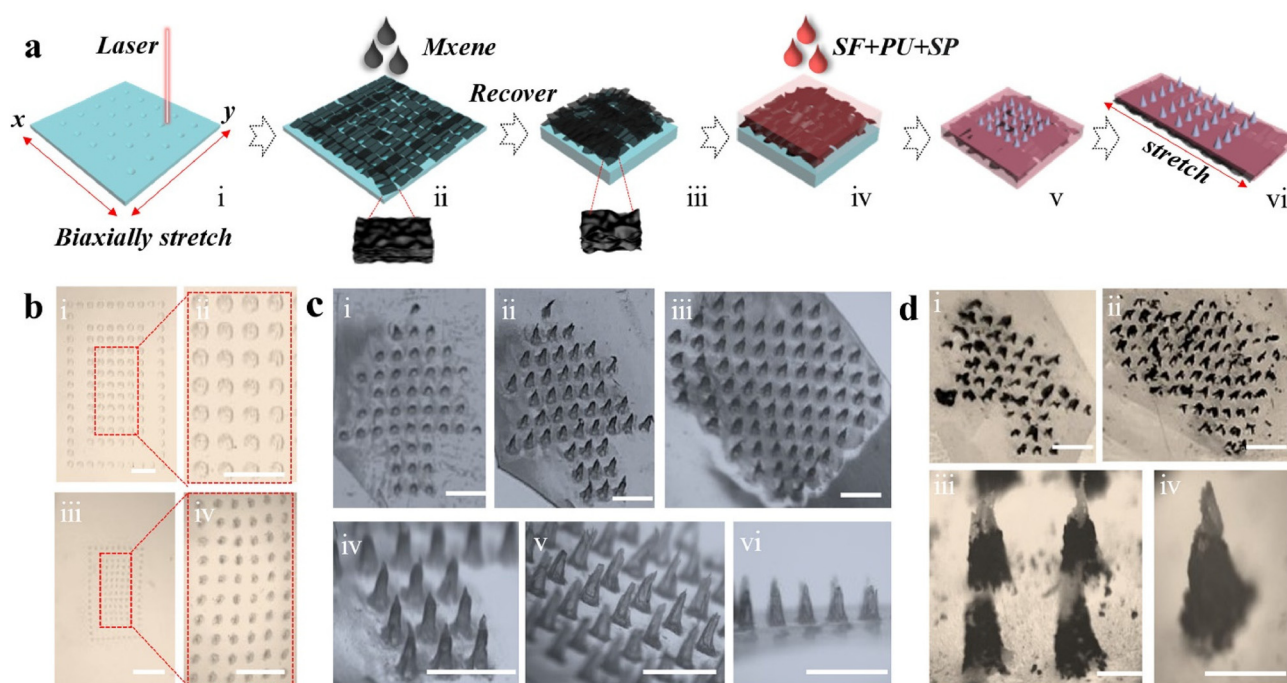 a
Laser
Mxene
SF+PU+SP
Recover
x
y
stretch
Biaxially stretch
i
ii
iii
iv
v
vi
b
i
ii
iii
iv
c
i
ii
iii
iv
v
vi
d
i
ii
iii
iv